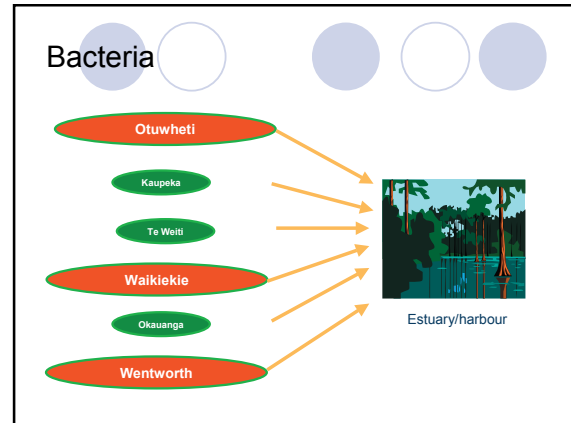 Bacteria
Otuwheti
Kaupeka
Te Weiti
Waikiekie
Okauanga
Wentworth
Estuary/harbour